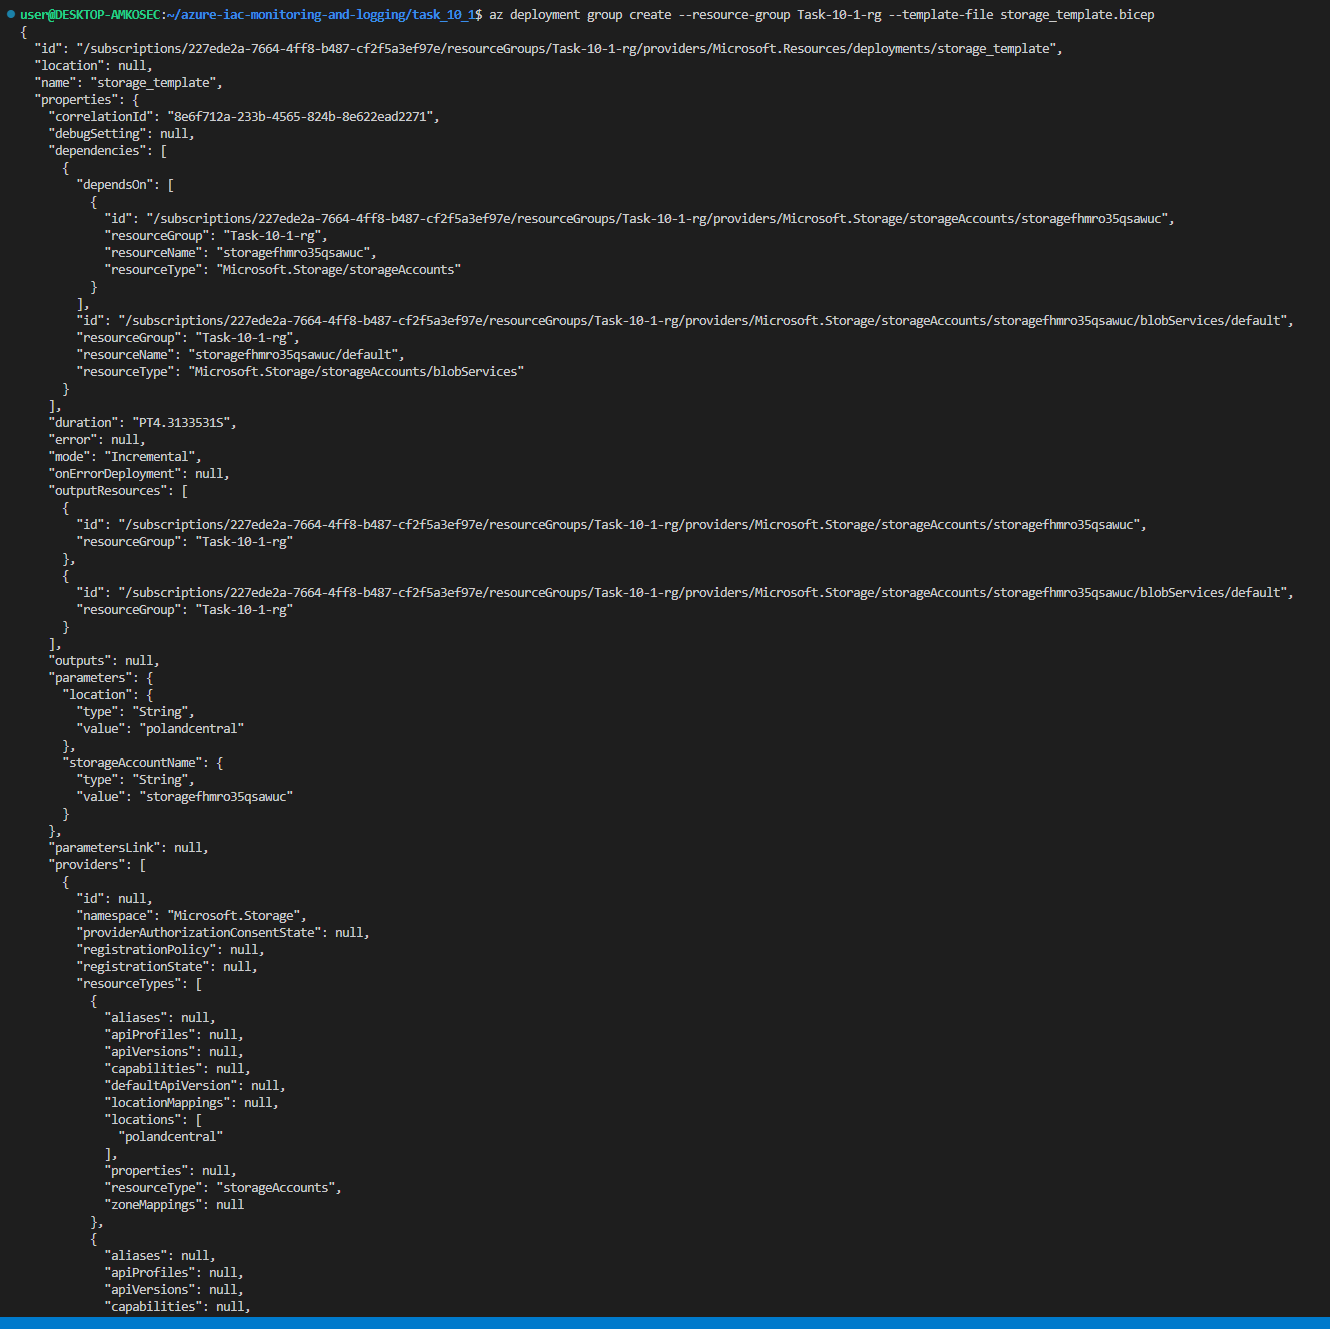 user@DESKTOP-AMKOSEC:~/azure-iac-monitoring-and-logging/task_10_1$ az deployment group create --resource-group Task-10-1-rg --template-file storage_template.bicep
{
  "id": "/subscriptions/227ede2a-7664-4ff8-b487-cf2f5a3ef97e/resourceGroups/Task-10-1-rg/providers/Microsoft.Resources/deployments/storage_template",
  "location": null,
  "name": "storage_template",
  "properties": {
    "correlationId": "8e6f712a-233b-4565-824b-8e622ead2271",
    "debugSetting": null,
    "dependencies": [
      {
        "dependsOn": [
          {
            "id": "/subscriptions/227ede2a-7664-4ff8-b487-cf2f5a3ef97e/resourceGroups/Task-10-1-rg/providers/Microsoft.Storage/storageAccounts/storagefhmro35qsawuc",
            "resourceGroup": "Task-10-1-rg",
            "resourceName": "storagefhmro35qsawuc",
            "resourceType": "Microsoft.Storage/storageAccounts"
          }
        ],
        "id": "/subscriptions/227ede2a-7664-4ff8-b487-cf2f5a3ef97e/resourceGroups/Task-10-1-rg/providers/Microsoft.Storage/storageAccounts/storagefhmro35qsawuc/blobServices/default",
        "resourceGroup": "Task-10-1-rg",
        "resourceName": "storagefhmro35qsawuc/default",
        "resourceType": "Microsoft.Storage/storageAccounts/blobServices"
      }
    ],
    "duration": "PT4.3133531S",
    "error": null,
    "mode": "Incremental",
    "onErrorDeployment": null,
    "outputResources": [
      {
        "id": "/subscriptions/227ede2a-7664-4ff8-b487-cf2f5a3ef97e/resourceGroups/Task-10-1-rg/providers/Microsoft.Storage/storageAccounts/storagefhmro35qsawuc",
        "resourceGroup": "Task-10-1-rg"
      },
      {
        "id": "/subscriptions/227ede2a-7664-4ff8-b487-cf2f5a3ef97e/resourceGroups/Task-10-1-rg/providers/Microsoft.Storage/storageAccounts/storagefhmro35qsawuc/blobServices/default",
        "resourceGroup": "Task-10-1-rg"
      }
    ],
    "outputs": null,
    "parameters": {
      "location": {
        "type": "String",
        "value": "polandcentral"
      },
      "storageAccountName": {
        "type": "String",
        "value": "storagefhmro35qsawuc"
      }
    },
    "parametersLink": null,
    "providers": [
      {
        "id": null,
        "namespace": "Microsoft.Storage",
        "providerAuthorizationConsentState": null,
        "registrationPolicy": null,
        "registrationState": null,
        "resourceTypes": [
          {
            "aliases": null,
            "apiProfiles": null,
            "apiVersions": null,
            "capabilities": null,
            "defaultApiVersion": null,
            "locationMappings": null,
            "locations": [
              "polandcentral"
            ],
            "properties": null,
            "resourceType": "storageAccounts",
            "zoneMappings": null
          },
          {
            "aliases": null,
            "apiProfiles": null,
            "apiVersions": null,
            "capabilities": null,